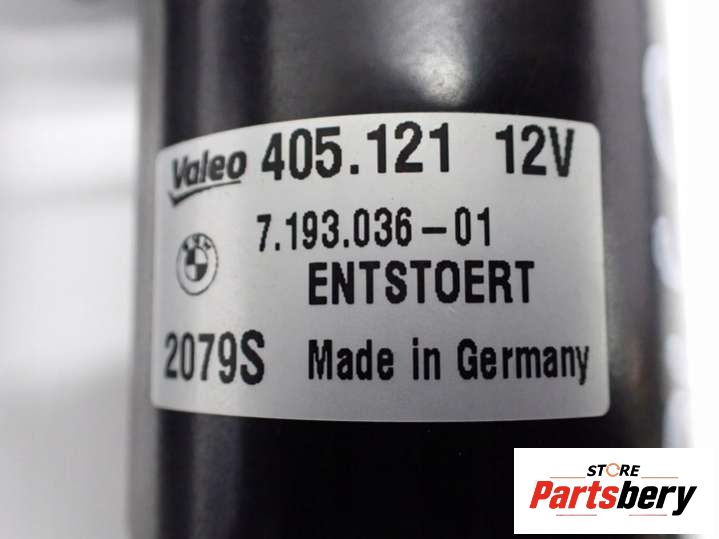 Valeo 405.121 12V
7.193.036-01
ENTSTOERT
2079S Made in Germany
STORE
Partsbery